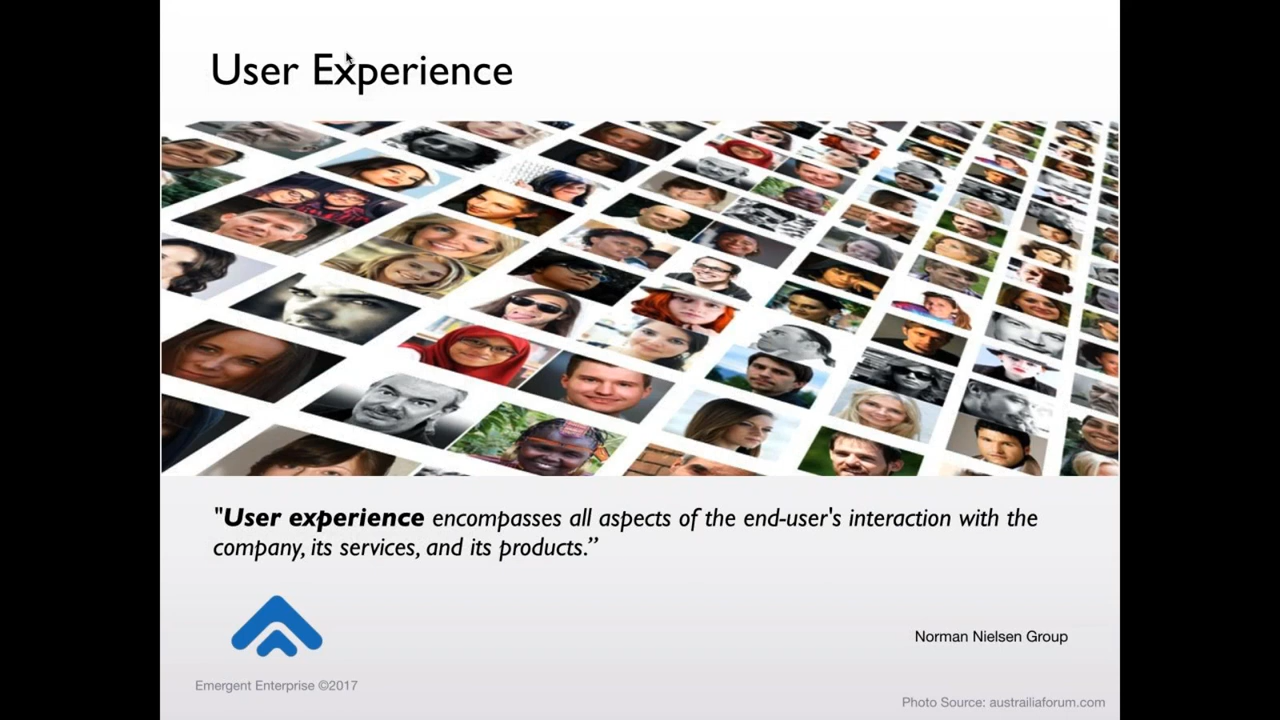 User Experience
"User experience encompasses all aspects of the end-user's interaction with the
company, its services, and its products.”
Norman Nielsen Group
Emergent Enterprise ©2017
Photo Source: austrailiaforum.com